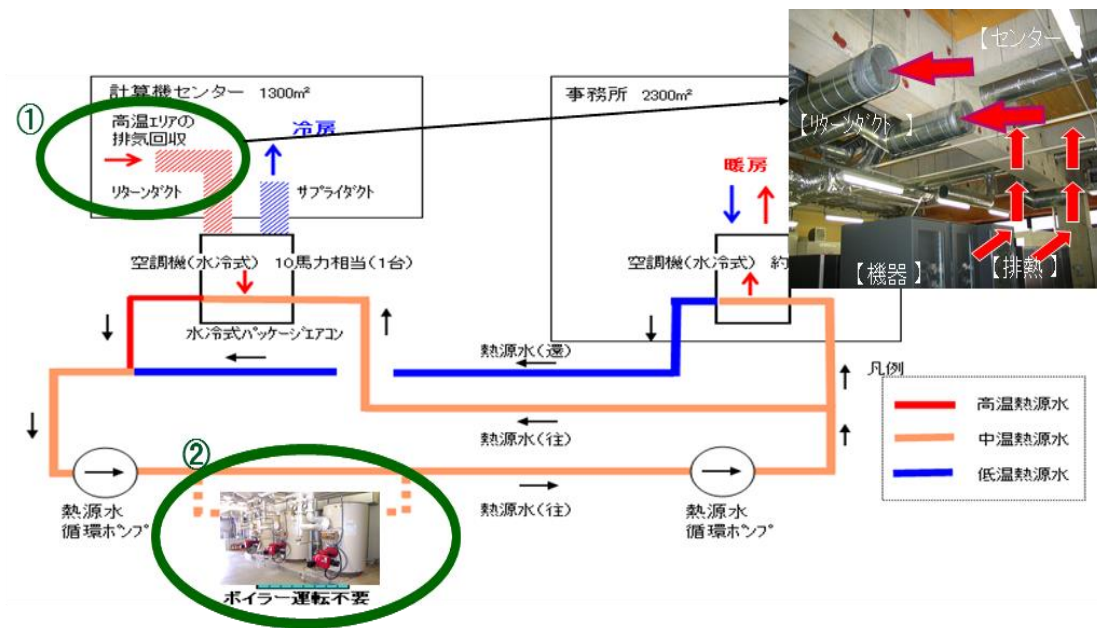 計算機センター 1300m²
①
高温エリアの
排気回収
冷房
リターンダクト
サプライダクト
空調機(水冷式) 10馬力相当(1台)
水冷式パッケージエアコン
事務所 2300m²
暖房
空調機(水冷式) 約
【センター】
【リターンダクト】
【機器】
【排熱】
熱源水(還)
熱源水(往)
凡例
高温熱源水
中温熱源水
低温熱源水
②
熱源水
循環ポンプ
熱源水(往)
熱源水
循環ポンプ
ボイラー運転不要